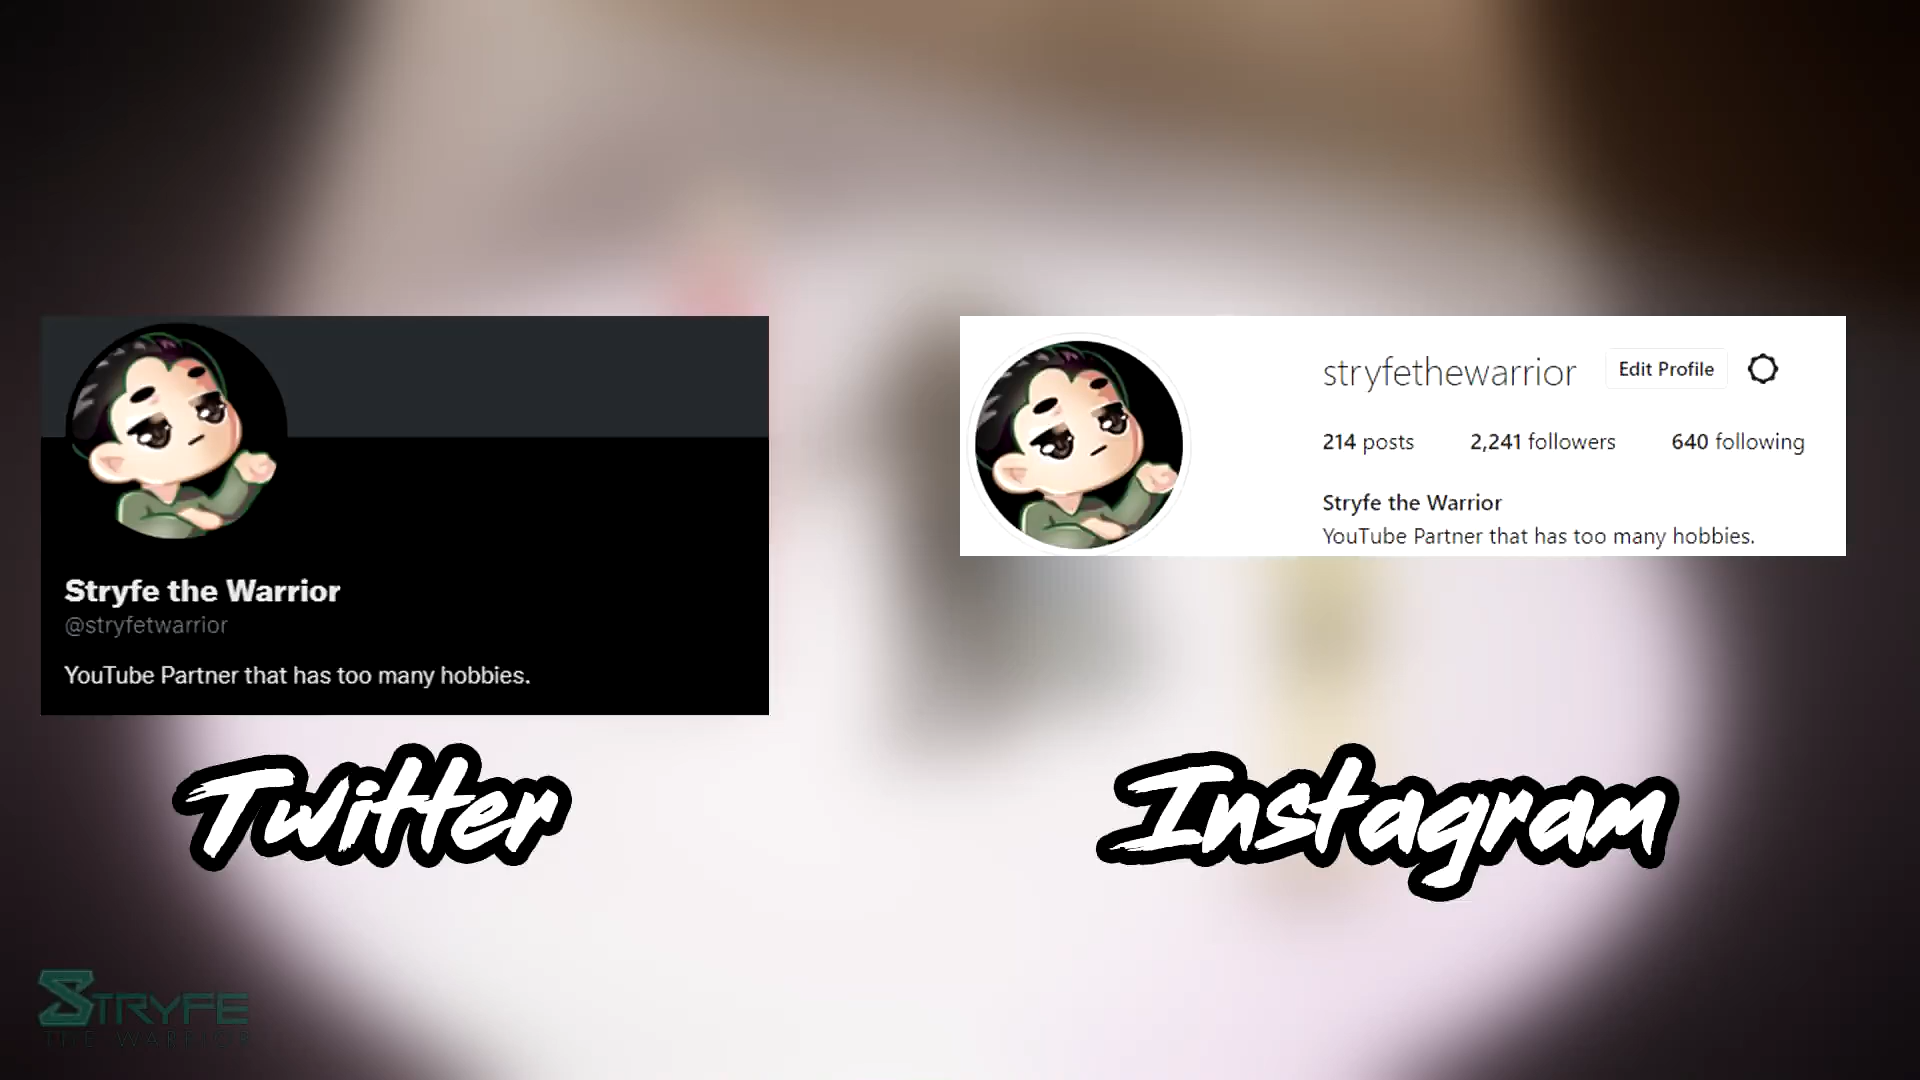 Stryfe the Warrior
@stryfetwarrior
YouTube Partner that has too many hobbies.
Twitter
stryfethewarrior Edit Profile
214 posts 2,241 followers 640 following
Stryfe the Warrior
YouTube Partner that has too many hobbies.
Instagram
STRYFE
THE WARRIOR